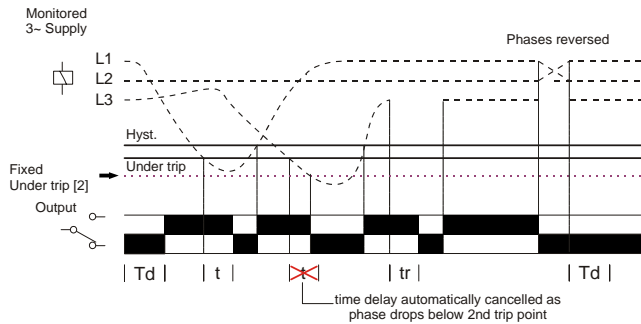 Monitored
3~ Supply
L1
L2
L3
Phases reversed
Hyst.
Under trip
Fixed
Under trip [2]
Output
Td
t
t
tr
Td
time delay automatically cancelled as
phase drops below 2nd trip point